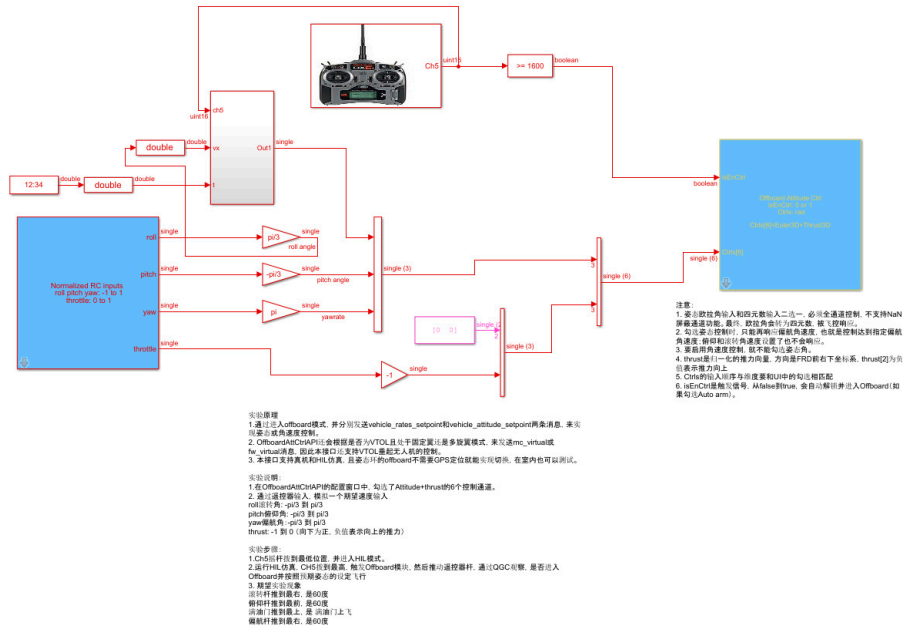 Ch5
uint16
>= 1600
boolean
ch5
uint16
double
double
vx
Out1
single
12:34
double
double
double
t
isEnCtrl
boolean
Offboard Attitude Ctrl
isEnCtrl: 0 or 1
Ctrls: rad
Ctrls[6]=Euler3D+Thrust3D
Ctrls[6]
single (6)
roll
single
pi/3
single
roll angle
pitch
single
-pi/3
single
pitch angle
single (3)
3
3
single (6)
Normalized RC inputs
roll pitch yaw: -1 to 1
throttle: 0 to 1
yaw
single
pi
single
yawrate
[0 0]
2
single (3)
throttle
single
-1
single
注意:
1. 姿态欧拉角输入和四元数输入二选一, 必须全通道控制, 不支持NaN
屏蔽通道功能。最终, 欧拉角会转为四元数, 被飞控响应。
2. 勾选姿态控制时, 只能再响应偏航角速度, 也就是控制达到指定偏航
角速度; 俯仰和滚转角速度设置了也不会响应。
3. 要启用角速度控制, 就不能勾选姿态角。
4. thrust是归一化的推力向量, 方向是FRD前右下坐标系, thrust[2]为负
值表示推力向上
5. Ctrls的输入顺序与维度要和UI中的勾选相匹配
6. isEnCtrl是触发信号, 从false到true, 会自动解锁并进入Offboard(如
果勾选Auto arm)。
实验原理
1.通过进入offboard模式, 并分别发送vehicle_rates_setpoint和vehicle_attitude_setpoint两条消息, 来实
现姿态或角速度控制。
2. OffboardAttCtrlAPI还会根据是否为VTOL且处于固定翼还是多旋翼模式, 来发送mc_virtual或
fw_virtual消息, 因此本接口还支持VTOL垂起无人机的控制。
3. 本接口支持真机和HIL仿真, 且姿态环的offboard不需要GPS定位就能实现切换, 在室内也可以测试。
实验说明:
1.在OffboardAttCtrlAPI的配置窗口中, 勾选了Attitude+thrust的6个控制通道。
2. 通过遥控器输入, 模拟一个期望速度输入
roll滚转角: -pi/3 到 pi/3
pitch俯仰角: -pi/3 到 pi/3
yaw偏航角: -pi/3 到 pi/3
thrust: -1 到 0 (向下为正, 负值表示向上的推力)
实验步骤:
1.Ch5摇杆拨到最低位置, 并进入HIL模式。
2.运行HIL仿真, CH5拨到最高, 触发Offboard模块, 然后推动遥控器杆, 通过QGC观察, 是否进入
Offboard并按照预期姿态的设定飞行
3. 期望实验现象
滚转杆推到最右, 是60度
俯仰杆推到最前, 是60度
满油门推到最上, 是 满油门上飞
偏航杆推到最右, 是60度